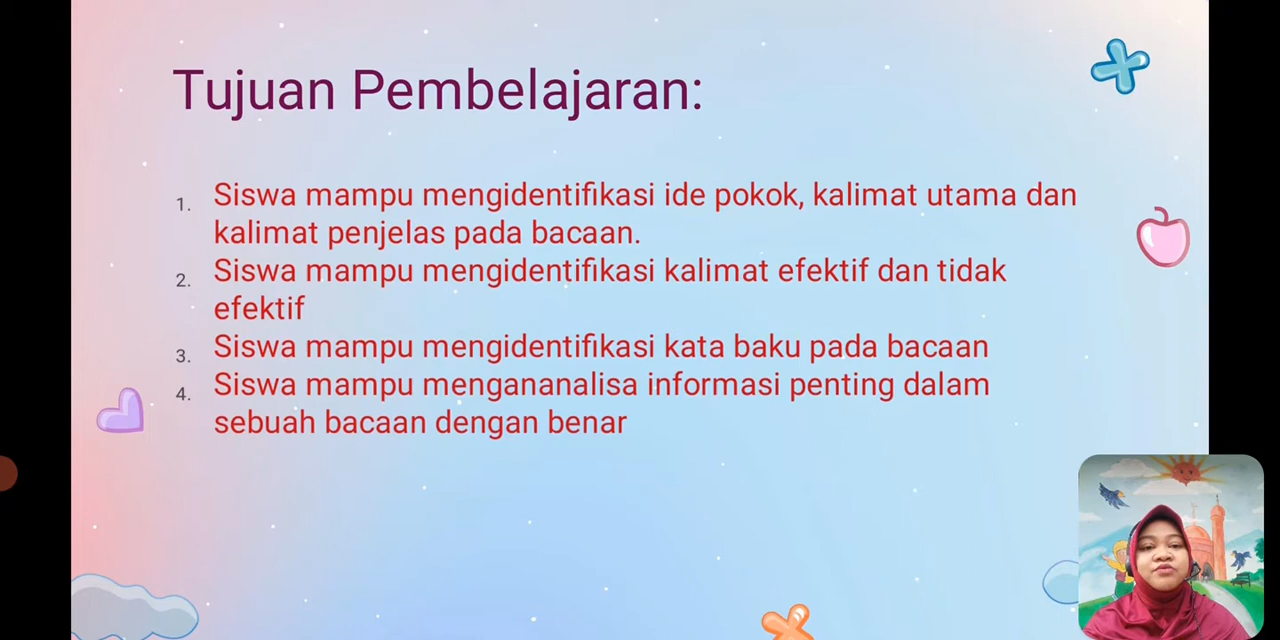 Tujuan Pembelajaran:
1. Siswa mampu mengidentifikasi ide pokok, kalimat utama dan
kalimat penjelas pada bacaan.
2. Siswa mampu mengidentifikasi kalimat efektif dan tidak
efektif
3. Siswa mampu mengidentifikasi kata baku pada bacaan
4. Siswa mampu mengananalisa informasi penting dalam
sebuah bacaan dengan benar